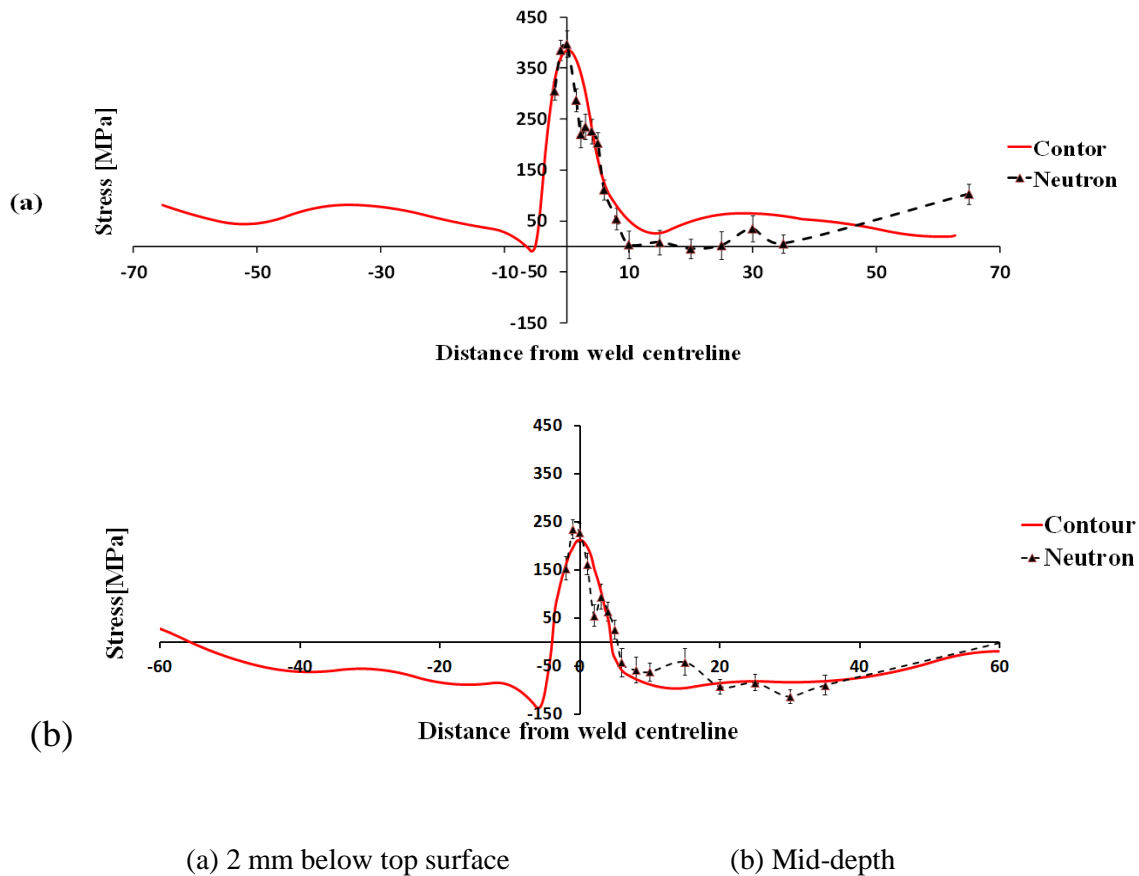 450
350
250
150
50
-50
-150
Stress [MPa]
(a)
-70
-50
-30
-10
10
30
50
70
Distance from weld centreline
Contor
Neutron
450
350
250
150
50
-50
-150
Stress[MPa]
(b)
-60
-40
-20
0
20
40
60
Distance from weld centreline
Contour
Neutron
(a) 2 mm below top surface
(b) Mid-depth